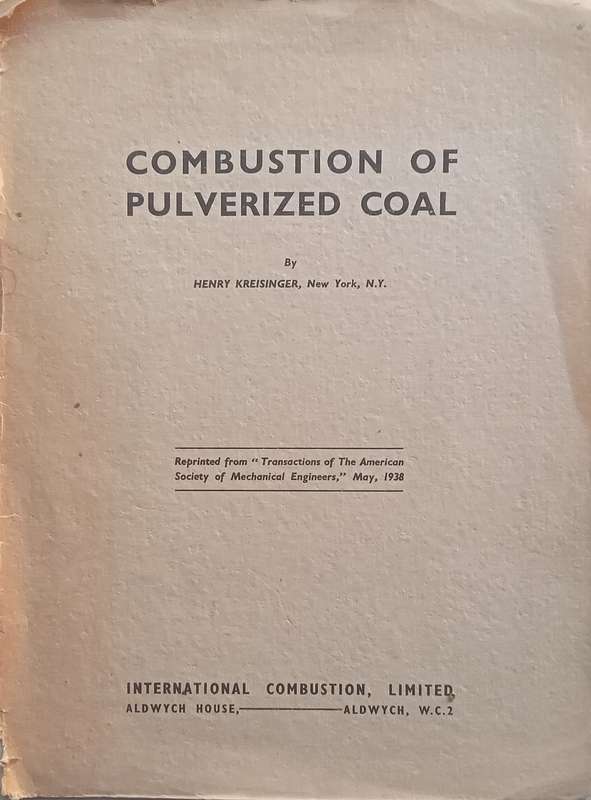 COMBUSTION OF
PULVERIZED COAL
By
HENRY KREISINGER, New York, N.Y.
Reprinted from “ Transactions of The American
Society of Mechanical Engineers,” May, 1938
INTERNATIONAL COMBUSTION, LIMITED,
ALDWYCH HOUSE,————ALDWYCH, W.C.2